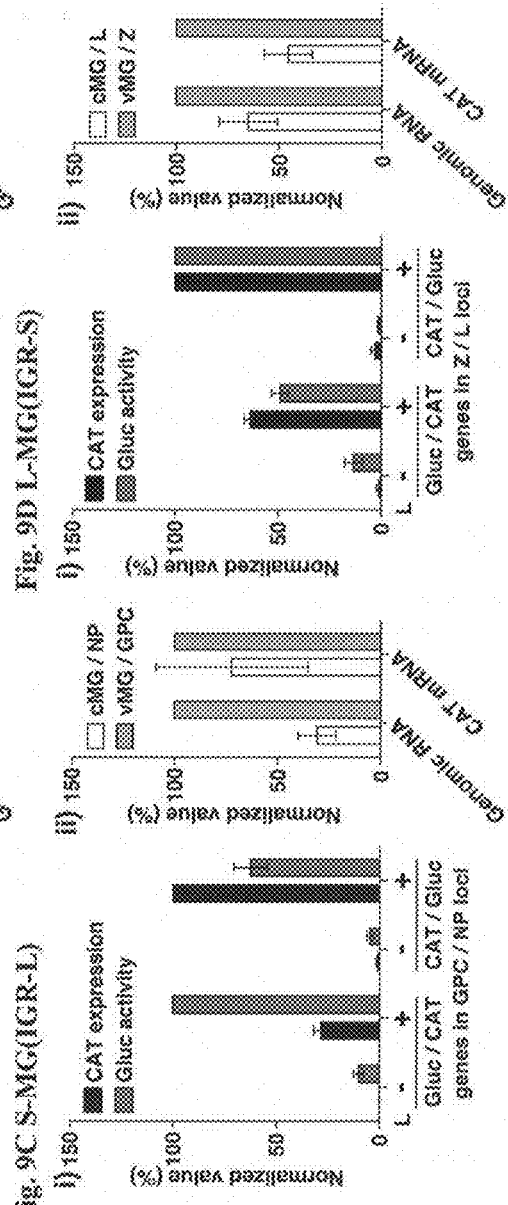 ig. 9C S-MG(IGR-L)
i)
CAT expression
Gluc activity
Normalized value (%)
150
100
50
0
L
-
+
-
+
Gluc / CAT
CAT / Gluc
genes in GPC / NP loci
ii)
cMG / NP
vMG / GPC
Normalized value (%)
150
100
50
0
Genomic RNA
CAT mRNA
Fig. 9D L-MG(IGR-S)
i)
CAT expression
Gluc activity
Normalized value (%)
150
100
50
0
L
-
+
-
+
Gluc / CAT
CAT / Gluc
genes in Z / L loci
ii)
cMG / L
vMG / Z
Normalized value (%)
150
100
50
0
Genomic RNA
CAT mRNA